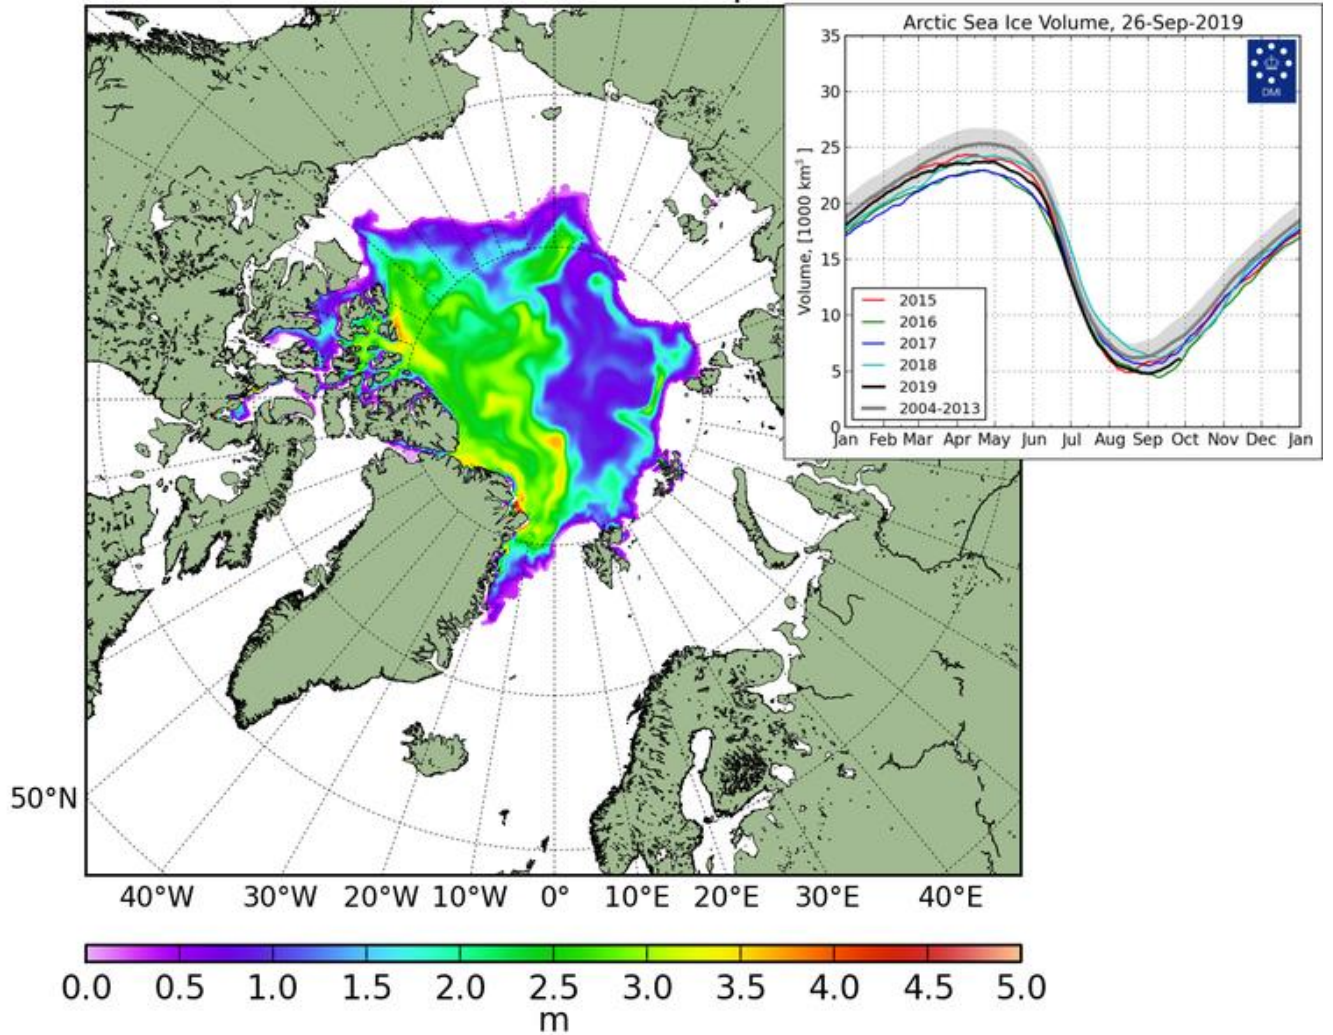 Arctic Sea Ice Volume, 26-Sep-2019
35
30
25
20
15
10
5
0
Volume, [1000 km³ ]
DMI
2015
2016
2017
2018
2019
2004-2013
Jan Feb Mar Apr May Jun Jul Aug Sep Oct Nov Dec Jan
50°N
40°W 30°W 20°W 10°W 0° 10°E 20°E 30°E 40°E
0.0 0.5 1.0 1.5 2.0 2.5 3.0 3.5 4.0 4.5 5.0
m